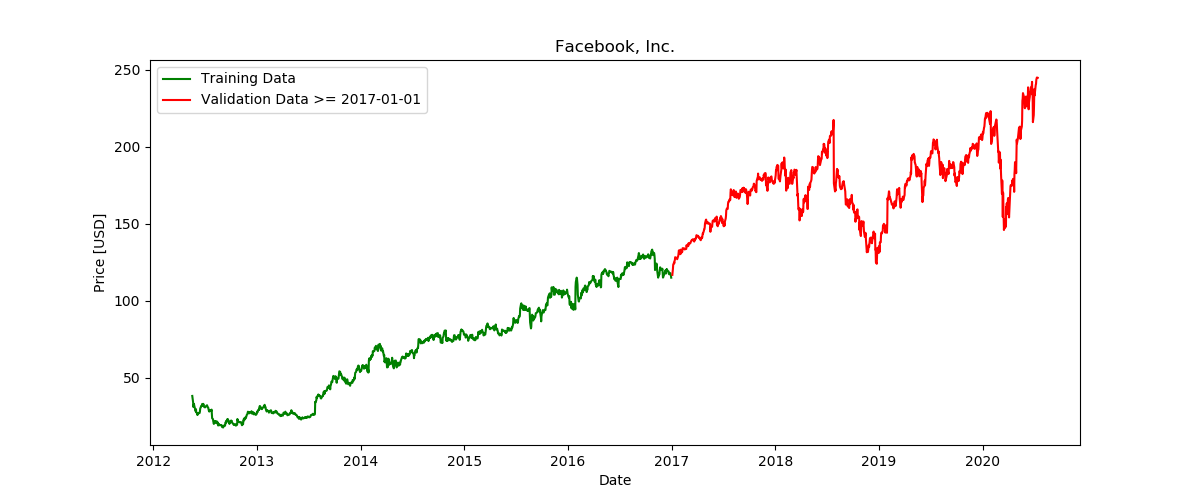 Facebook, Inc.
Training Data
Validation Data >= 2017-01-01
Price [USD]
250
200
150
100
50
2012
2013
2014
2015
2016
2017
2018
2019
2020
Date